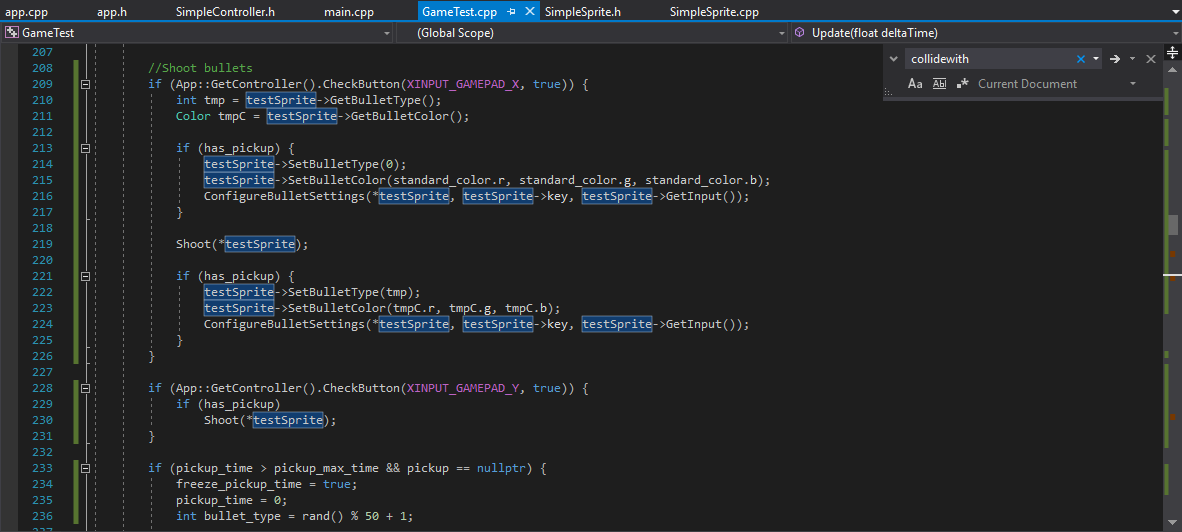 app.cpp app.h SimpleController.h main.cpp GameTest.cpp SimpleSprite.h SimpleSprite.cpp
GameTest (Global Scope) Update(float deltaTime)
collidewith
Aa Ab .* Current Document
207
208 //Shoot bullets
209 if (App::GetController().CheckButton(XINPUT_GAMEPAD_X, true)) {
210 int tmp = testSprite->GetBulletType();
211 Color tmpC = testSprite->GetBulletColor();
212
213 if (has_pickup) {
214 testSprite->SetBulletType(0);
215 testSprite->SetBulletColor(standard_color.r, standard_color.g, standard_color.b);
216 ConfigureBulletSettings(*testSprite, testSprite->key, testSprite->GetInput());
217 }
218
219 Shoot(*testSprite);
220
221 if (has_pickup) {
222 testSprite->SetBulletType(tmp);
223 testSprite->SetBulletColor(tmpC.r, tmpC.g, tmpC.b);
224 ConfigureBulletSettings(*testSprite, testSprite->key, testSprite->GetInput());
225 }
226 }
227
228 if (App::GetController().CheckButton(XINPUT_GAMEPAD_Y, true)) {
229 if (has_pickup)
230 Shoot(*testSprite);
231 }
232
233 if (pickup_time > pickup_max_time && pickup == nullptr) {
234 freeze_pickup_time = true;
235 pickup_time = 0;
236 int bullet_type = rand() % 50 + 1;